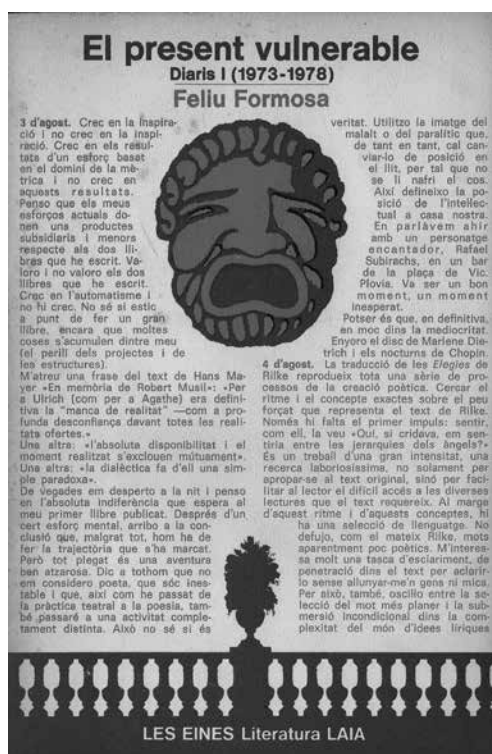 El present vulnerable
Diaris I (1973-1978)
Feliu Formosa
3 d'agost. Crec en la inspira-
ció i no crec en la inspi-
ració. Crec en els resul-
tats d'un esforç basat
en el domini de la mè-
trica i no crec en
aquests resultats.
Penso que els meus
esforços actuals do-
nen uns productes
subsidiaris i menors
respecte als dos lli-
bres que he escrit. Va-
loro i no valoro els dos
llibres que he escrit.
Crec en l'automatisme i
no hi crec. No sé si estic
a punt de fer un gran
llibre, encara que moltes
coses s'acumulen dintre meu
(el perill dels projectes i de
les estructures).
M'atreu una frase del text de Hans Ma-
yer «En memòria de Robert Musil»: «Per
a Ulrich (com per a Agathe) era defini-
tiva la "manca de realitat" —com a pro-
funda desconfiança davant totes les reali-
tats ofertes.»
Una altra: «l'absoluta disponibilitat i el
moment realitzat s'exclouen mútuament».
Una altra: «la dialèctica fa d'ell una sim-
ple paradoxa».
De vegades em desperto a la nit i penso
en l'absoluta indiferència que espera al
meu primer llibre publicat. Després d'un
cert esforç mental, arribo a la con-
clusió que, malgrat tot, hom ha de
fer la trajectòria que s'ha marcat.
Però tot plegat és una aventura
ben atzarosa. Dic a tothom que no
em considero poeta, que sóc ines-
table i que, així com he passat de
la pràctica teatral a la poesia, tam-
bé passaré a una activitat comple-
tament distinta. Això no sé si és
veritat. Utilitzo la imatge del
malalt o del paralític que,
de tant en tant, cal can-
viar-lo de posició en
el llit, per tal que no
se li nafri el cos.
Així defineixo la po-
sició de l'intel·lec-
tual a casa nostra.
En parlàvem ahir
amb un personatge
encantador, Rafael
Subirachs, en un bar
de la plaça de Vic.
Plovia. Va ser un bon
moment, un moment
inesperat.
Potser és que, en definitiva,
em moc dins la mediocritat.
Enyoro el disc de Marlene Die-
trich i els nocturns de Chopin.
4 d'agost. La traducció de les Elegies de
Rilke reprodueix tota una sèrie de pro-
cessos de la creació poètica. Cercar el
ritme i el concepte exactes sobre el peu
forçat que representa el text de Rilke.
Només hi falta el primer impuls: sentir,
com ell, la veu «Qui, si cridava, em sen-
tiria entre les jerarquies dels àngels?»
És un treball d'una gran intensitat, una
recerca laboriosíssima, no solament per
apropar-se al text original, sinó per faci-
litar al lector el difícil accés a les diverses
lectures que el text requereix. Al marge
d'aquest ritme i d'aquests conceptes, hi
ha una selecció de llenguatge. No
defujo, com el mateix Rilke, mots
aparentment poc poètics. M'interes-
sa molt una tasca d'esclariment, de
penetració dins el text per aclarir-
lo sense allunyar-me'n gens ni mica.
Per això, també, oscil·lo entre la se-
lecció del mot més planer i la sub-
mersió incondicional dins la com-
plexitat del món d'idees líriques
LES EINES Literatura LAIA